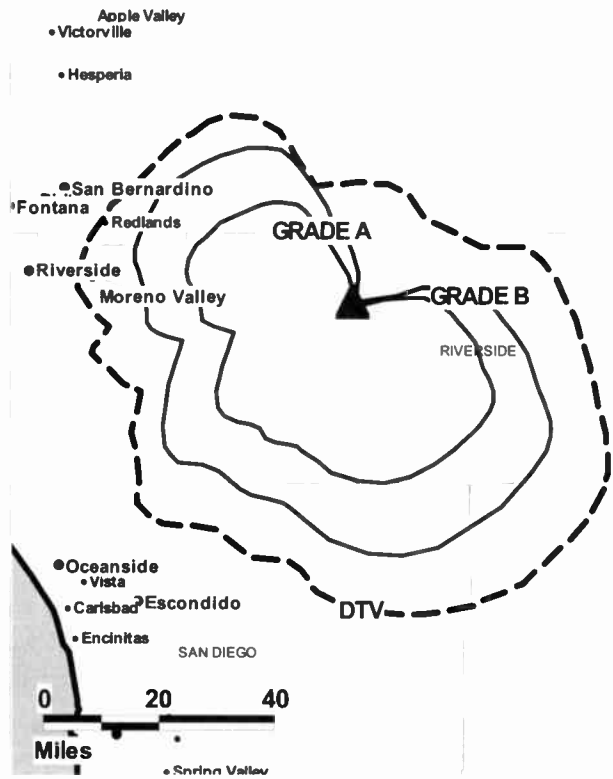 Apple Valley
Victorville
Hesperia
San Bernardino
Fontana
Redlands
GRADE A
Riverside
Moreno Valley
GRADE B
RIVERSIDE
Oceanside
Vista
Carlsbad
Escondido
DTV
Encinitas
SAN DIEGO
0 20 40
Miles
Spring Valley